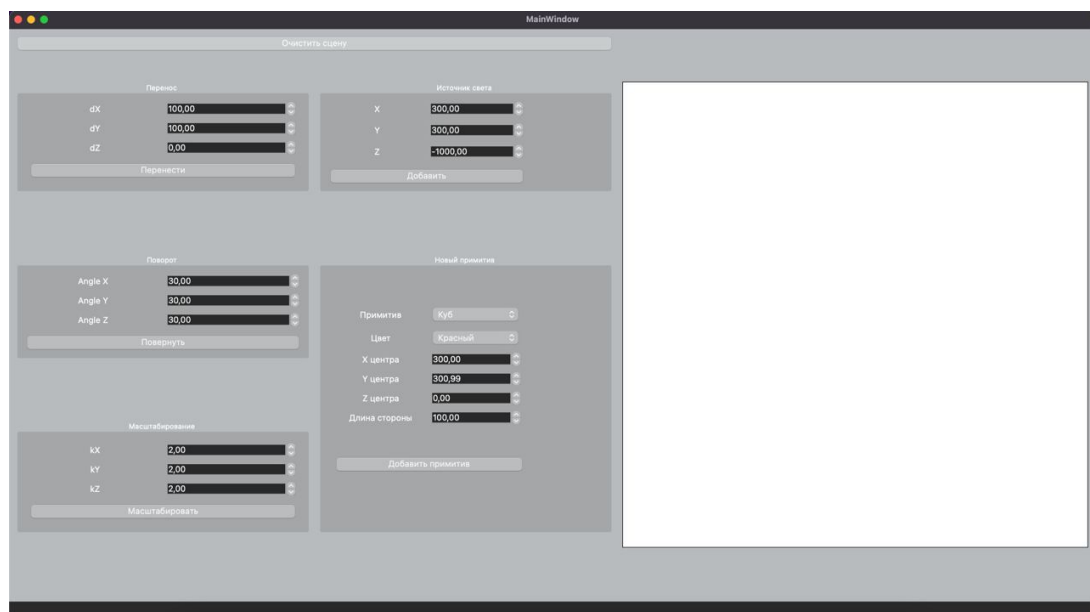 MainWindow
Очистить сцену
Перенос
dX 100,00
dY 100,00
dZ 0,00
Перенести
Источник света
X 300,00
Y 300,00
Z -1000,00
Добавить
Поворот
Angle X 30,00
Angle Y 30,00
Angle Z 30,00
Повернуть
Масштабирование
kX 2,00
kY 2,00
kZ 2,00
Масштабировать
Новый примитив
Примитив Куб
Цвет Красный
X центра 300,00
Y центра 300,99
Z центра 0,00
Длина стороны 100,00
Добавить примитив